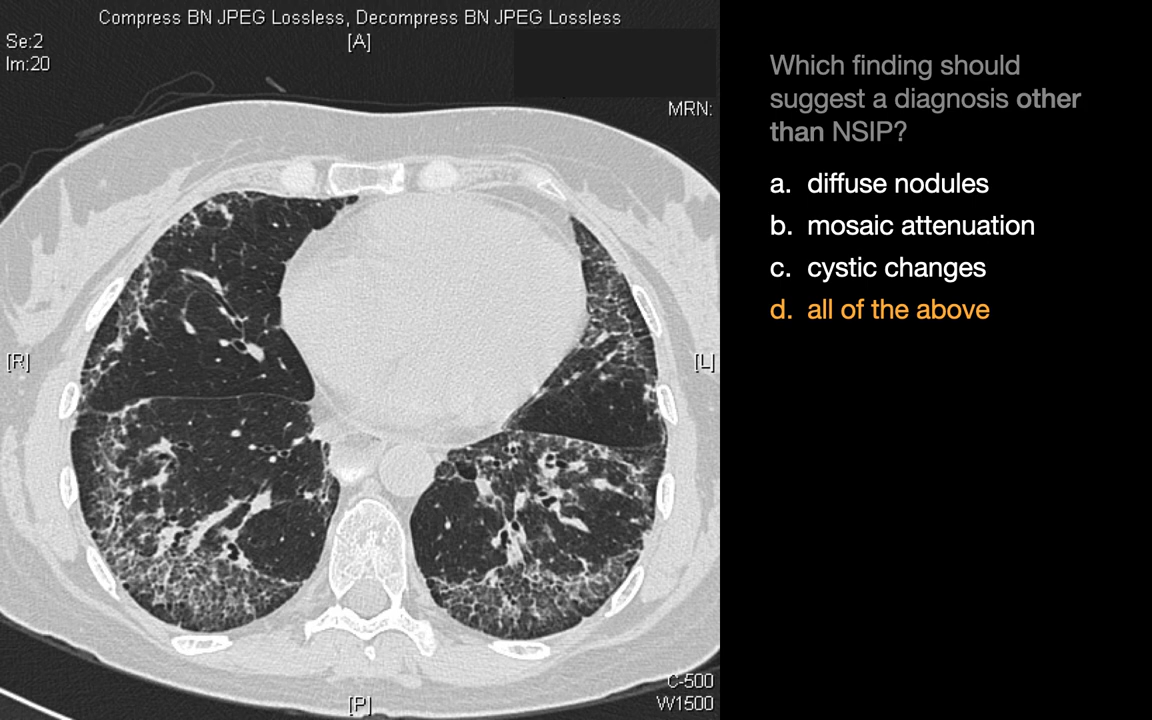 Compress BN JPEG Lossless, Decompress BN JPEG Lossless
Se:2
Im:20
[A]
MRN:
[R]
[L]
[P]
C-500
W1500
Which finding should
suggest a diagnosis other
than NSIP?
a. diffuse nodules
b. mosaic attenuation
c. cystic changes
d. all of the above